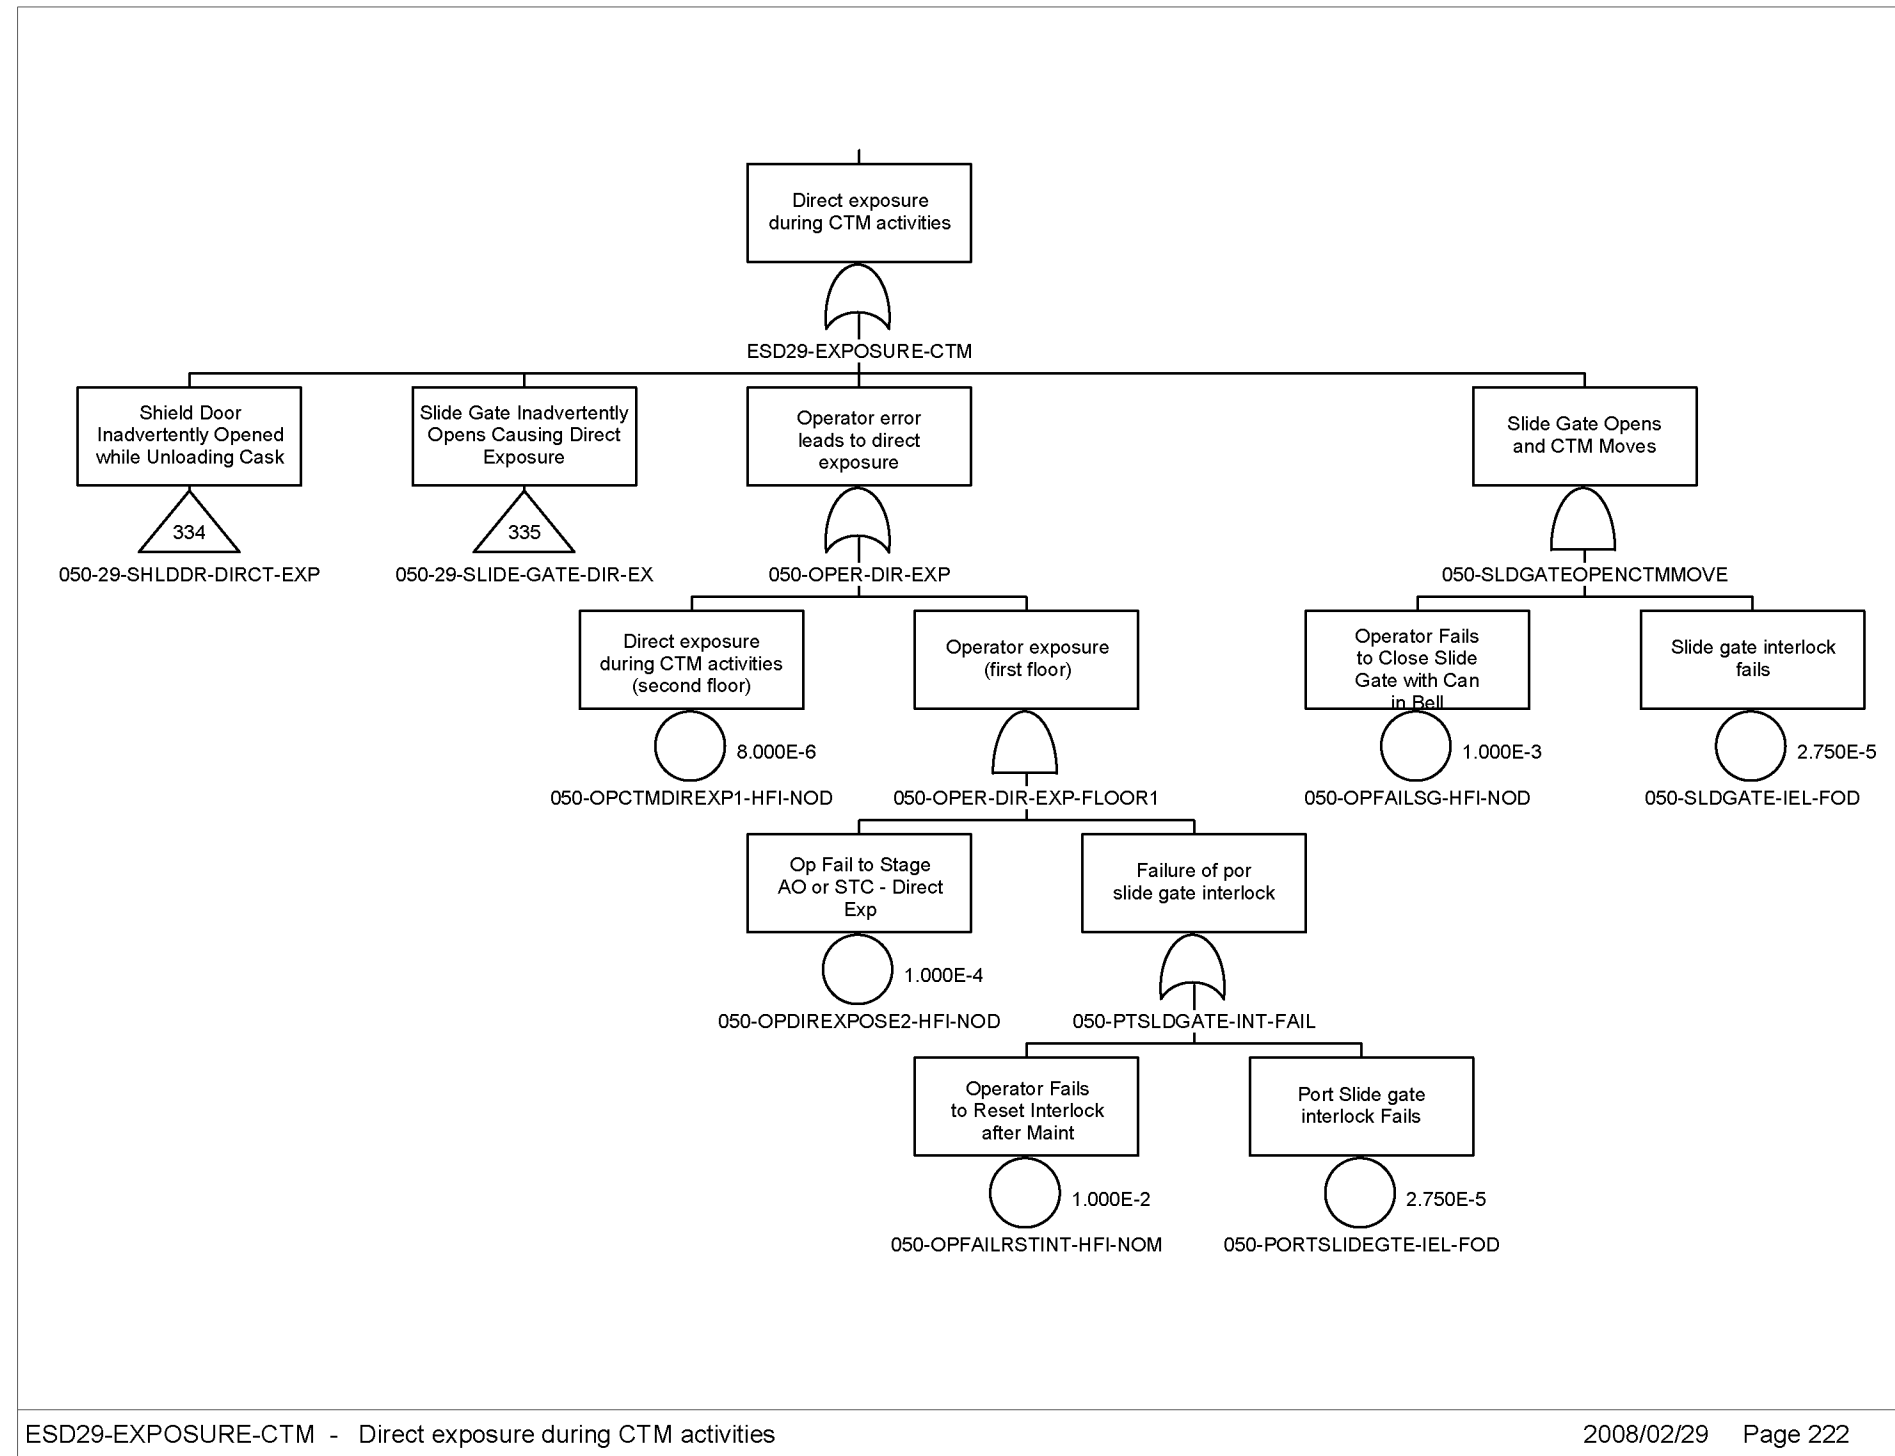 Direct exposure
during CTM activities
ESD29-EXPOSURE-CTM
Shield Door
Inadvertently Opened
while Unloading Cask
334
050-29-SHLDDR-DIRCT-EXP
Slide Gate Inadvertently
Opens Causing Direct
Exposure
335
050-29-SLIDE-GATE-DIR-EX
Operator error
leads to direct
exposure
050-OPER-DIR-EXP
Slide Gate Opens
and CTM Moves
050-SLDGATEOPENCTMMOVE
Direct exposure
during CTM activities
(second floor)
8.000E-6
050-OPCTMDIREXP1-HFI-NOD
Operator exposure
(first floor)
050-OPER-DIR-EXP-FLOOR1
Operator Fails
to Close Slide
Gate with Can
in Bell
1.000E-3
050-OPFAILSG-HFI-NOD
Slide gate interlock
fails
2.750E-5
050-SLDGATE-IEL-FOD
Op Fail to Stage
AO or STC - Direct
Exp
1.000E-4
050-OPDIREXPOSE2-HFI-NOD
Failure of por
slide gate interlock
050-PTSLDGATE-INT-FAIL
Operator Fails
to Reset Interlock
after Maint
1.000E-2
050-OPFAILRSTINT-HFI-NOM
Port Slide gate
interlock Fails
2.750E-5
050-PORTSLIDEGTE-IEL-FOD
ESD29-EXPOSURE-CTM - Direct exposure during CTM activities
2008/02/29 Page 222